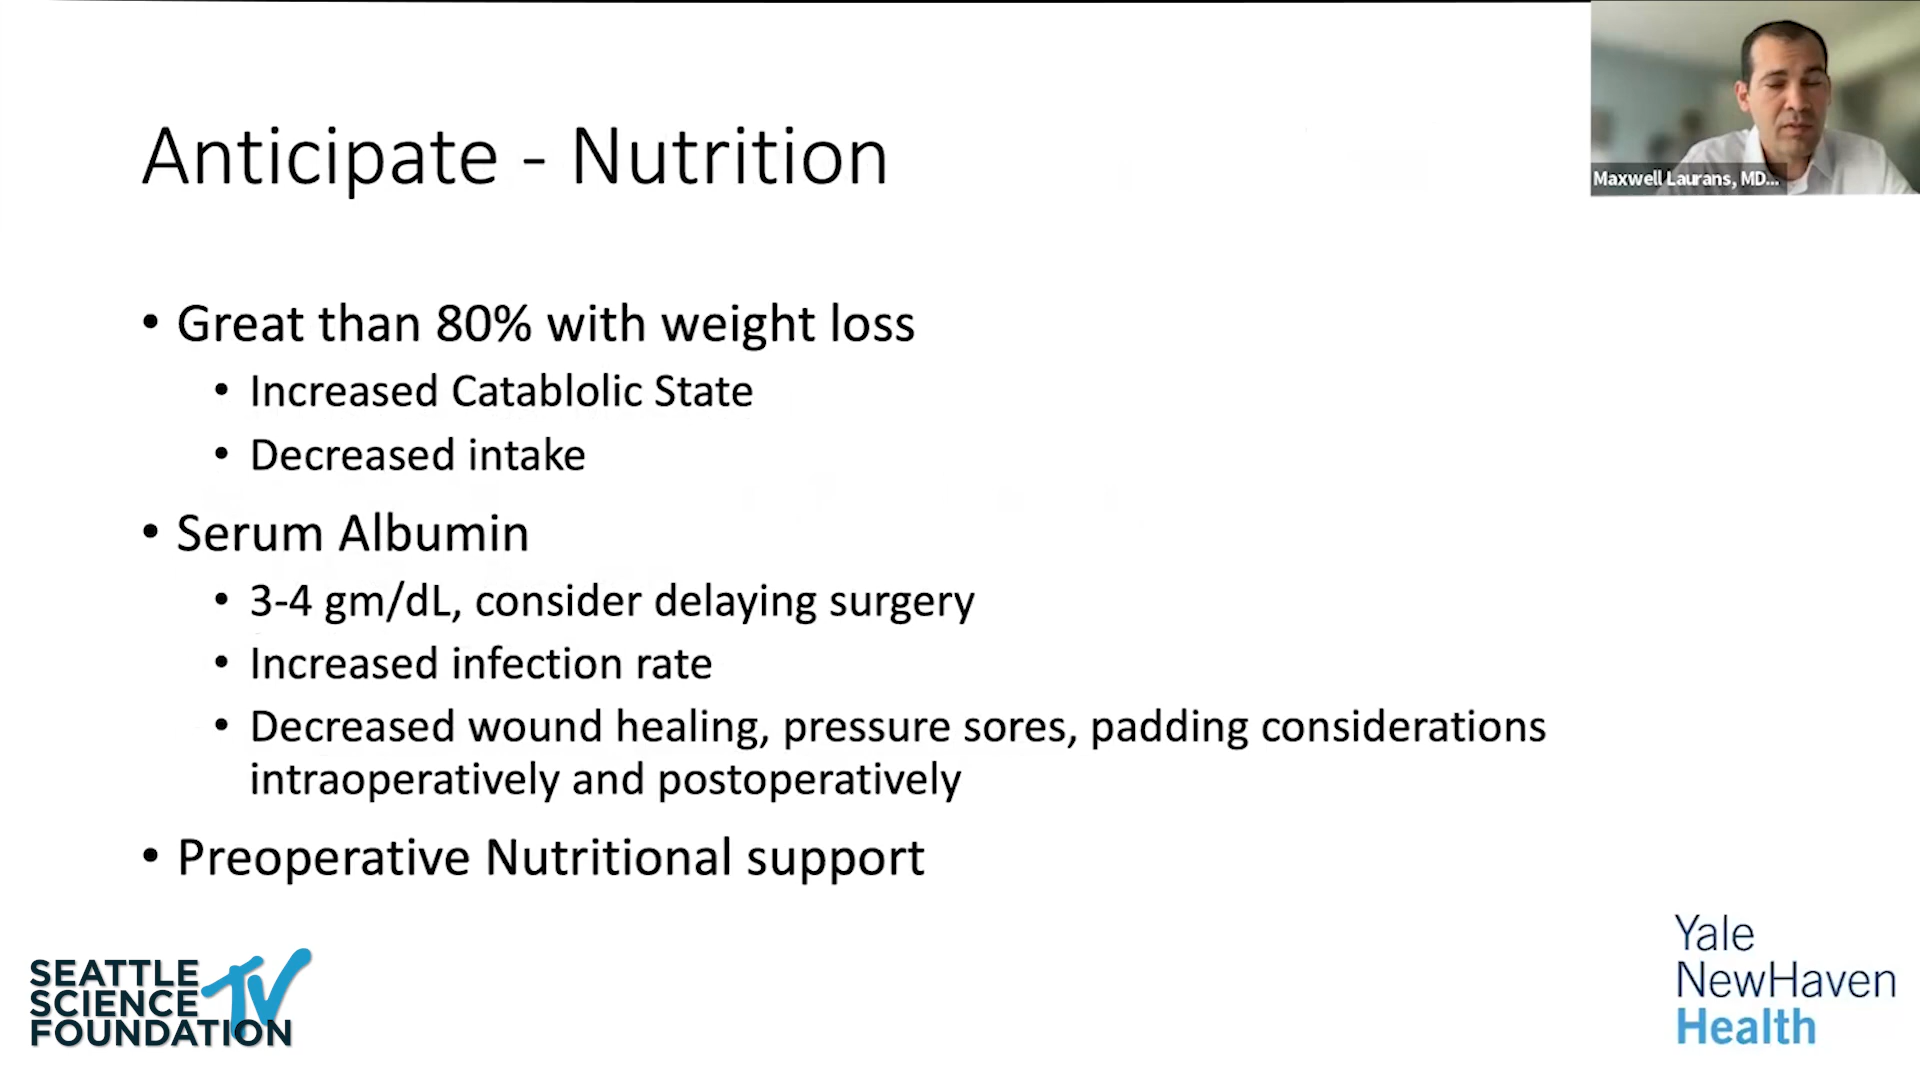 Maxwell Laurans, MD...
Anticipate - Nutrition
• Great than 80% with weight loss
• Increased Catablolic State
• Decreased intake
• Serum Albumin
• 3-4 gm/dL, consider delaying surgery
• Increased infection rate
• Decreased wound healing, pressure sores, padding considerations
intraoperatively and postoperatively
• Preoperative Nutritional support
SEATTLE
SCIENCE TV
FOUNDATION
Yale
NewHaven
Health